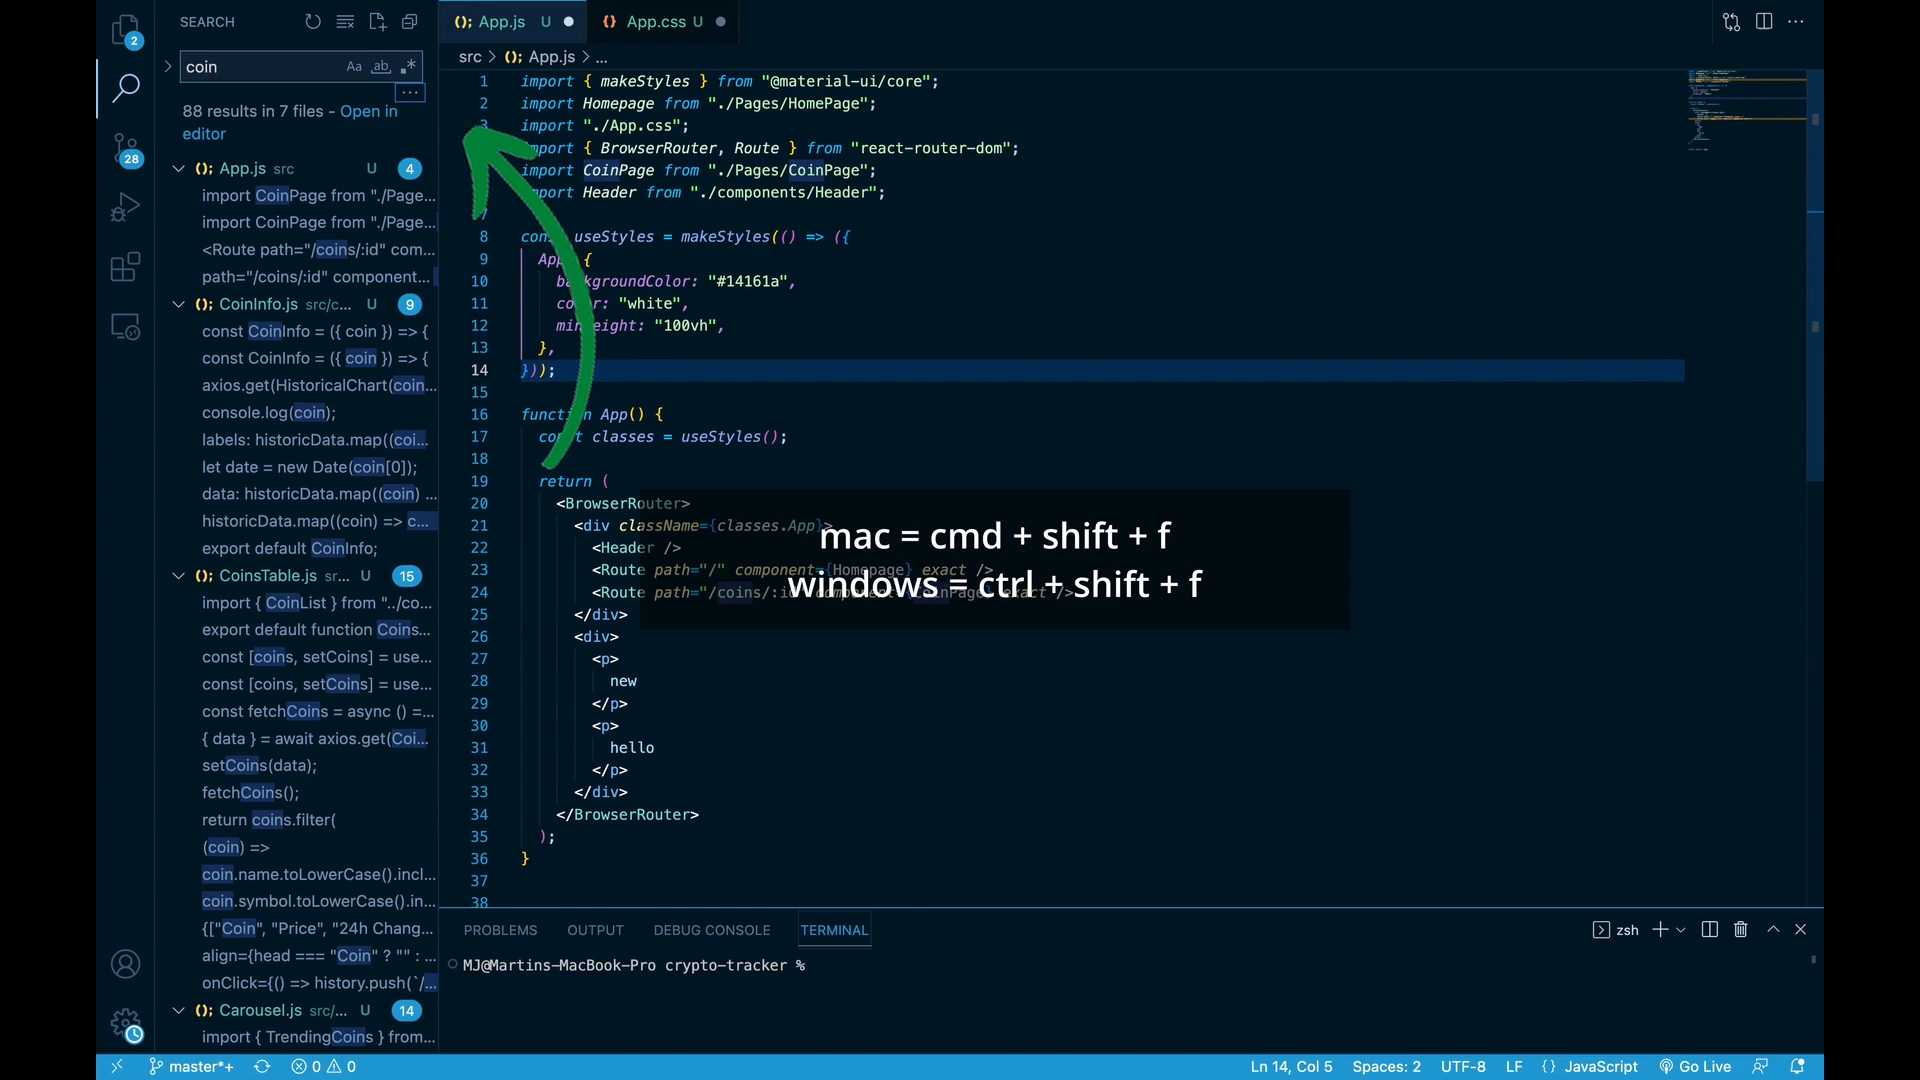 SEARCH
coin
Aa ab
88 results in 7 files - Open in
editor
App.js src U 4
import CoinPage from "./Page...
import CoinPage from "./Page...
<Route path="/coins/:id" com...
path="/coins/:id" component...
CoinInfo.js src/c... U 9
const CoinInfo = ({ coin }) => {
const CoinInfo = ({ coin }) => {
axios.get(HistoricalChart(coin...
console.log(coin);
labels: historicData.map((coi...
let date = new Date(coin[0]);
data: historicData.map((coin) ...
historicData.map((coin) => c...
export default CoinInfo;
CoinsTable.js sr... U 15
import { CoinList } from "../co...
export default function Coins...
const [coins, setCoins] = use...
const [coins, setCoins] = use...
const fetchCoins = async () =...
{ data } = await axios.get(Coi...
setCoins(data);
fetchCoins();
return coins.filter(
(coin) =>
coin.name.toLowerCase().incl...
coin.symbol.toLowerCase().in...
{["Coin", "Price", "24h Chang...
align={head === "Coin" ? "" : ...
onClick={() => history.push(`/...
Carousel.js src/... U 14
import { TrendingCoins } from...
2
28
App.js U
App.css U
src > App.js > ...
1 import { makeStyles } from "@material-ui/core";
2 import Homepage from "./Pages/HomePage";
3 import "./App.css";
import { BrowserRouter, Route } from "react-router-dom";
import CoinPage from "./Pages/CoinPage";
import Header from "./components/Header";
7
8 const useStyles = makeStyles(() => ({
9 App: {
10 backgroundColor: "#14161a",
11 color: "white",
12 minHeight: "100vh",
13 },
14 }));
15
16 function App() {
17 const classes = useStyles();
18
19 return (
20 <BrowserRouter>
21 <div className={classes.App}>
22 <Header />
23 <Route path="/" component={Homepage} exact />
24 <Route path="/coins/:id" component={CoinPage} exact />
25 </div>
26 <div>
27 <p>
28 new
29 </p>
30 <p>
31 hello
32 </p>
33 </div>
34 </BrowserRouter>
35 );
36 }
37
38
mac = cmd + shift + f
windows = ctrl + shift + f
PROBLEMS OUTPUT DEBUG CONSOLE TERMINAL
zsh
MJ@Martins-MacBook-Pro crypto-tracker %
master*+ 0 0
Ln 14, Col 5 Spaces: 2 UTF-8 LF {} JavaScript Go Live